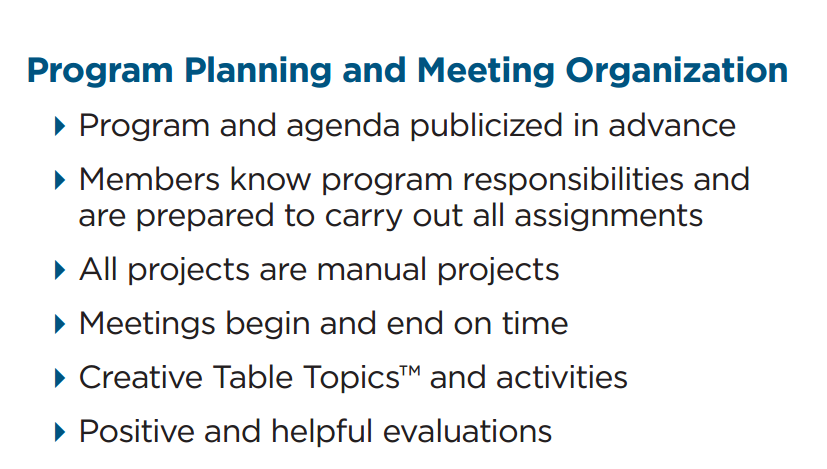 Program Planning and Meeting Organization
Program and agenda publicized in advance
Members know program responsibilities and
are prepared to carry out all assignments
All projects are manual projects
Meetings begin and end on time
Creative Table Topics™ and activities
Positive and helpful evaluations